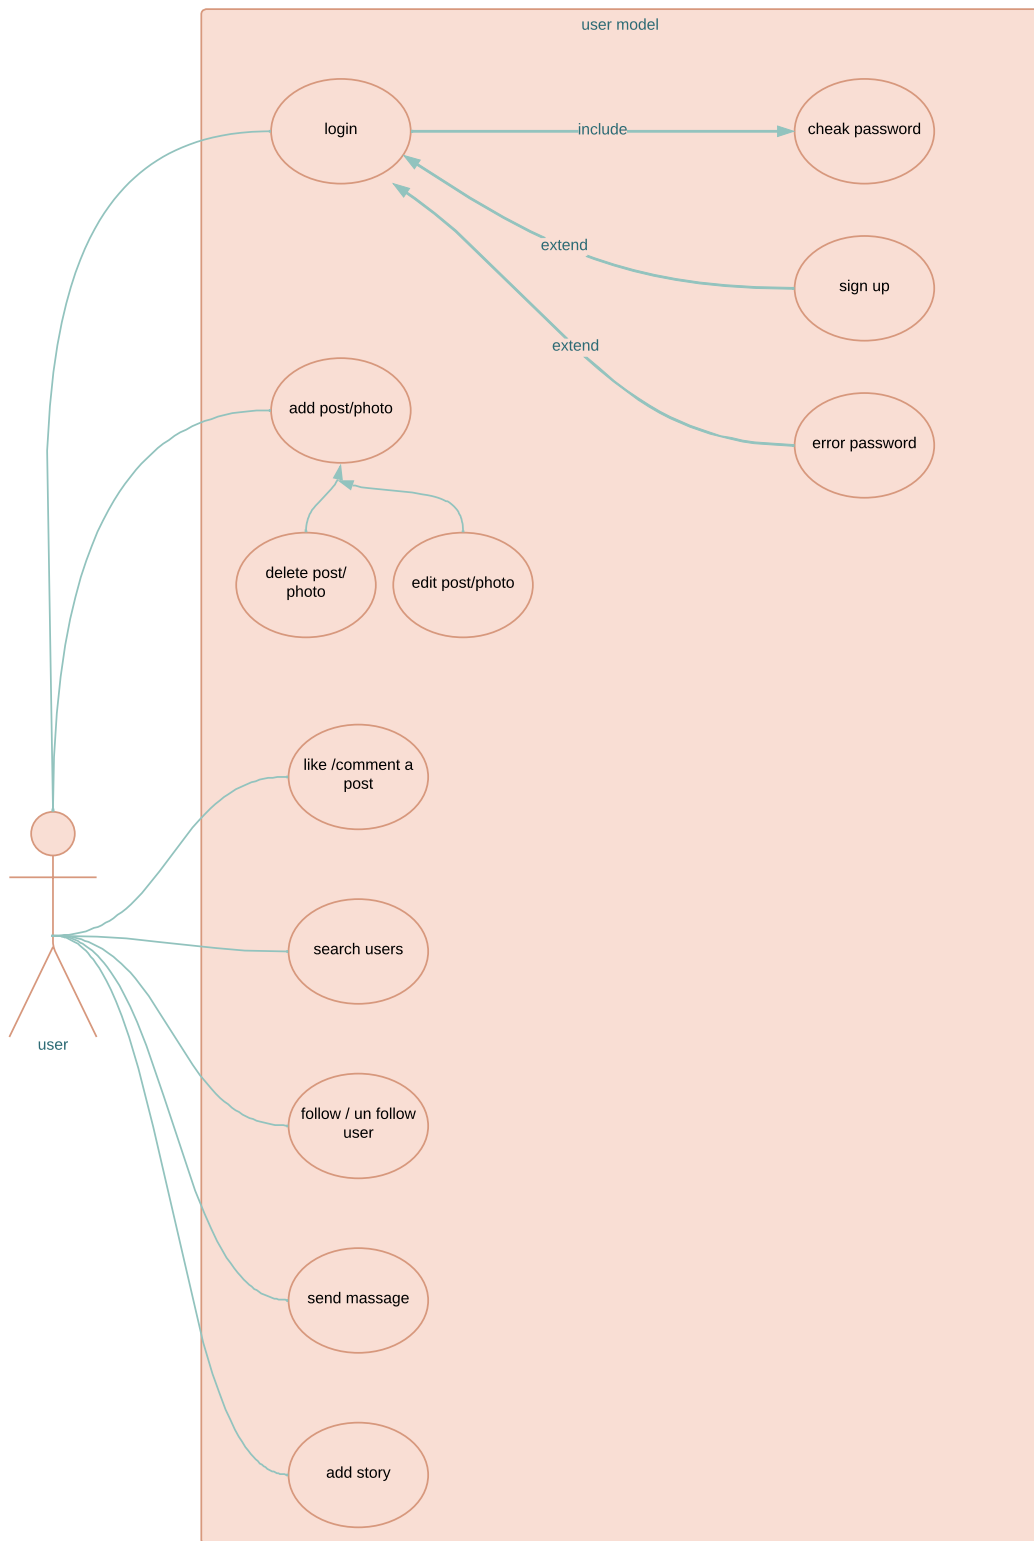 user model
login
include
cheak password
extend
sign up
extend
add post/photo
error password
delete post/
photo
edit post/photo
like /comment a
post
search users
user
follow / un follow
user
send massage
add story